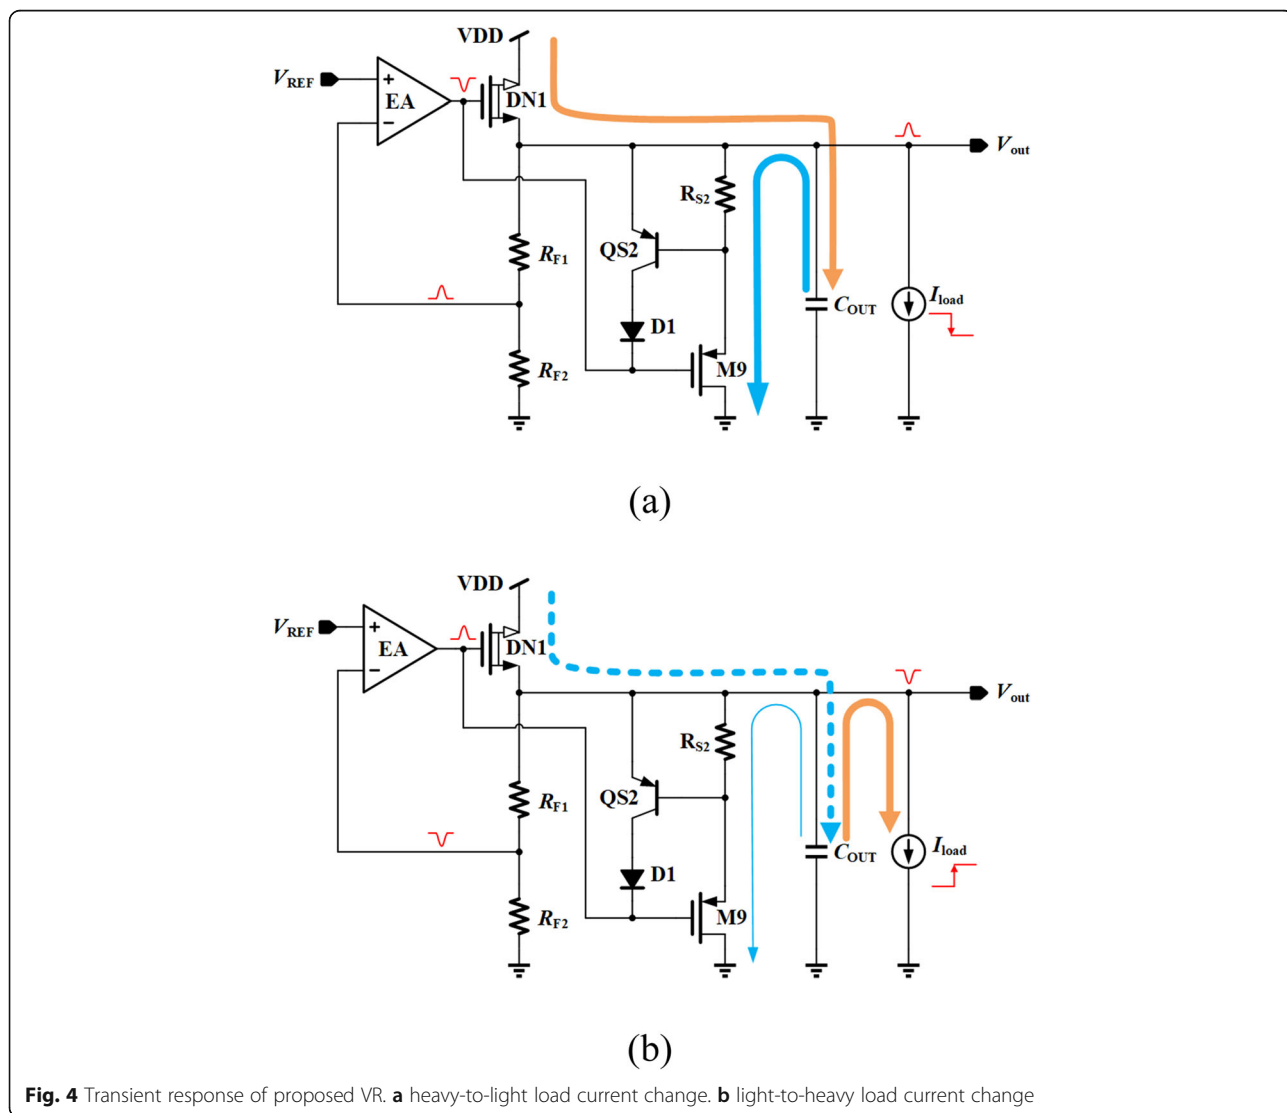 VDD
VREF
+
EA
−
DN1
Vout
RS2
QS2
RF1
Iload
COUT
D1
M9
RF2
(a)
VDD
VREF
+
EA
−
DN1
Vout
RS2
QS2
RF1
Iload
COUT
D1
M9
RF2
(b)
Fig. 4 Transient response of proposed VR. a heavy-to-light load current change. b light-to-heavy load current change